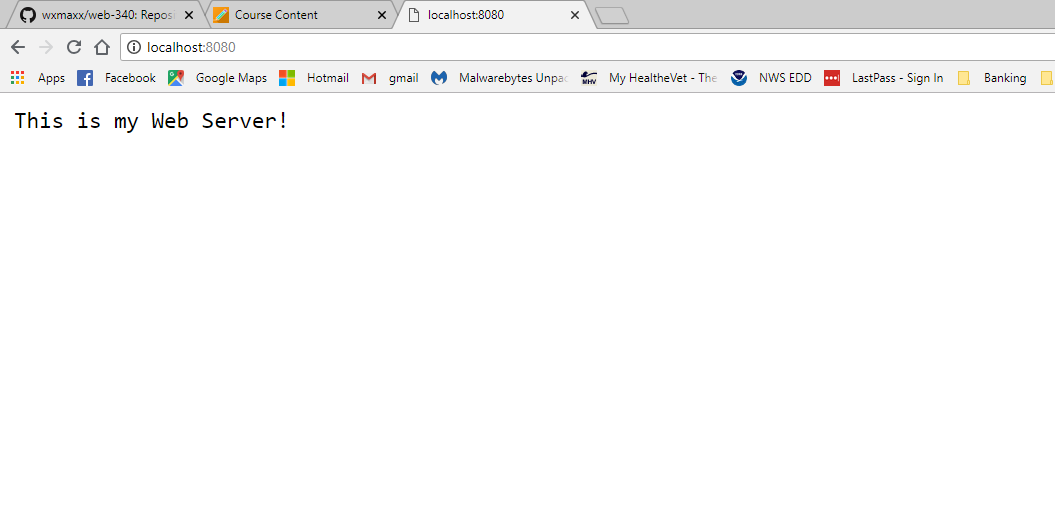 wxmaxx/web-340: Reposi Course Content localhost:8080
localhost:8080
Apps Facebook Google Maps Hotmail gmail Malwarebytes Unpac MHV My HealtheVet - The NWS EDD LastPass - Sign In Banking
This is my Web Server!